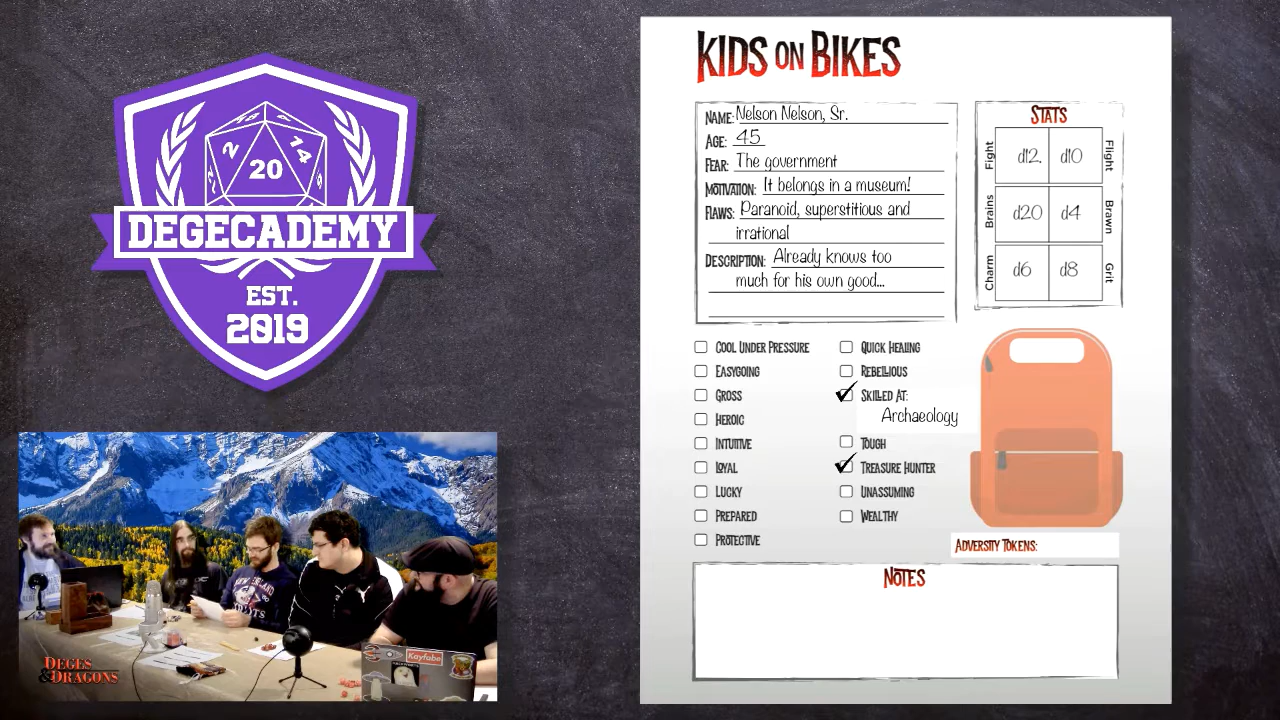 2
20
14
DEGECADEMY
EST.
2019
DEGES
& DRAGONS
Kayfabe
KIDS ON BIKES
NAME: Nelson Nelson, Sr.
AGE: 45
FEAR: The government
MOTIVATION: It belongs in a museum!
FLAWS: Paranoid, superstitious and
irrational
DESCRIPTION: Already knows too
much for his own good...
STATS
Fight d12. d10 Flight
Brains d20 d4 Brawn
Charm d6 d8 Grit
COOL UNDER PRESSURE
EASYGOING
GROSS
HEROIC
INTUITIVE
LOYAL
LUCKY
PREPARED
PROTECTIVE
QUICK HEALING
REBELLIOUS
SKILLED AT:
Archaeology
TOUGH
TREASURE HUNTER
UNASSUMING
WEALTHY
ADVERSITY TOKENS:
NOTES